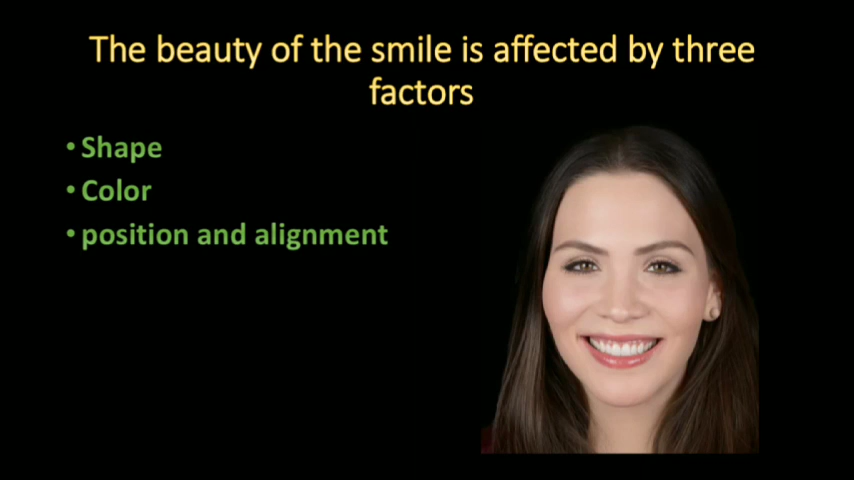 The beauty of the smile is affected by three
factors
• Shape
• Color
• position and alignment